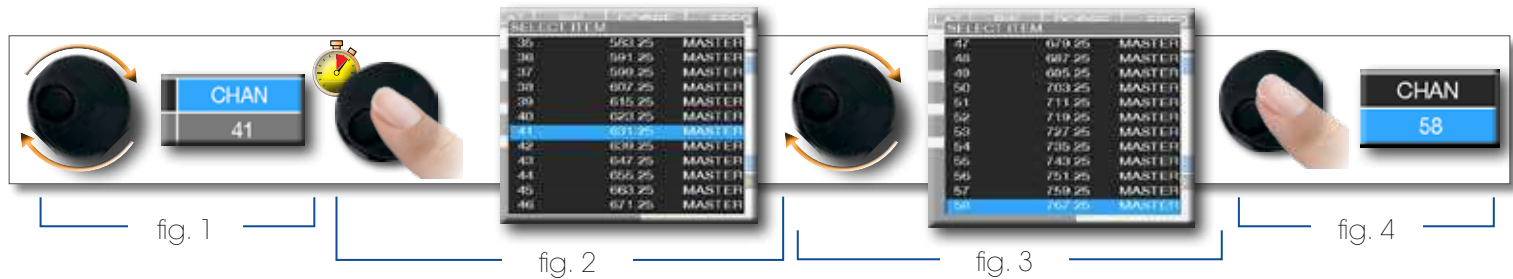 CHAN
41
SELECT ITEM
35 583.25 MASTER
36 591.25 MASTER
37 599.25 MASTER
38 607.25 MASTER
39 615.25 MASTER
40 623.25 MASTER
41 631.25 MASTER
42 639.25 MASTER
43 647.25 MASTER
44 655.25 MASTER
45 663.25 MASTER
46 671.25 MASTER
SELECT ITEM
47 679.25 MASTER
48 687.25 MASTER
49 695.25 MASTER
50 703.25 MASTER
51 711.25 MASTER
52 719.25 MASTER
53 727.25 MASTER
54 735.25 MASTER
55 743.25 MASTER
56 751.25 MASTER
57 759.25 MASTER
58 767.25 MASTER
CHAN
58
fig. 1
fig. 2
fig. 3
fig. 4